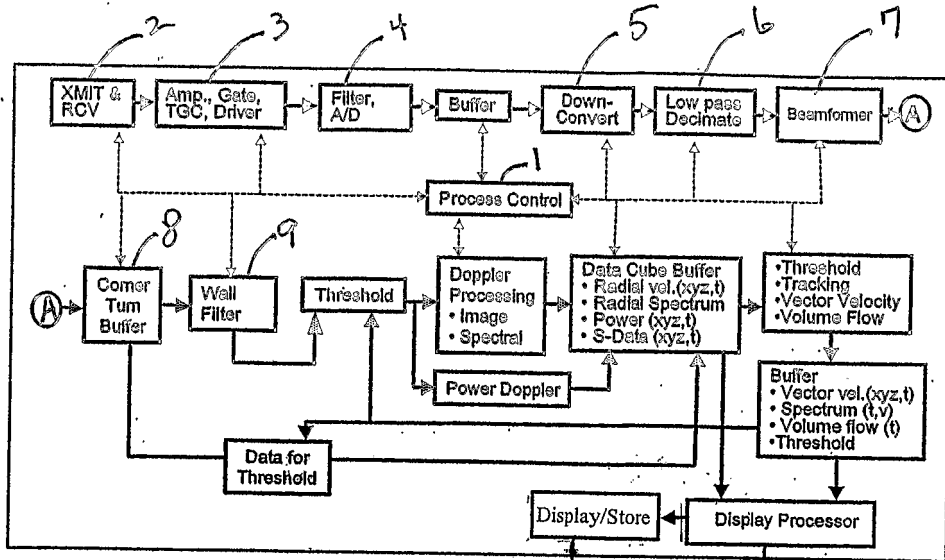 2
3
4
5
6
7
XMIT &
RCV
Amp., Gate,
TGC, Driver
Filter,
A/D
Buffer
Down-
Convert
Low pass
Decimate
Beamformer
A
1
Process Control
8
9
A
Corner
Turn
Buffer
Wall
Filter
Threshold
Doppler
Processing
• Image
• Spectral
Power Doppler
Data Cube Buffer
• Radial vel.(xyz,t)
• Radial Spectrum
• Power (xyz,t)
• S-Data (xyz,t)
•Threshold
•Tracking
•Vector Velocity
•Volume Flow
Buffer
• Vector vel.(xyz,t)
• Spectrum (t,v)
• Volume flow (t)
•Threshold
Data for
Threshold
Display/Store
Display Processor